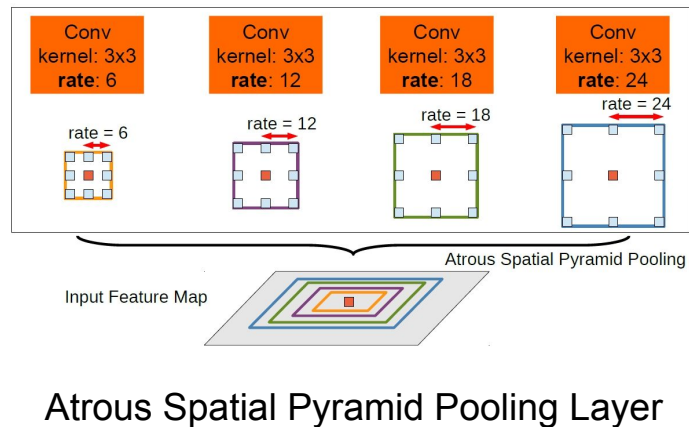 Conv
kernel: 3x3
rate: 6
Conv
kernel: 3x3
rate: 12
Conv
kernel: 3x3
rate: 18
Conv
kernel: 3x3
rate: 24
rate = 6
rate = 12
rate = 18
rate = 24
Atrous Spatial Pyramid Pooling
Input Feature Map
Atrous Spatial Pyramid Pooling Layer